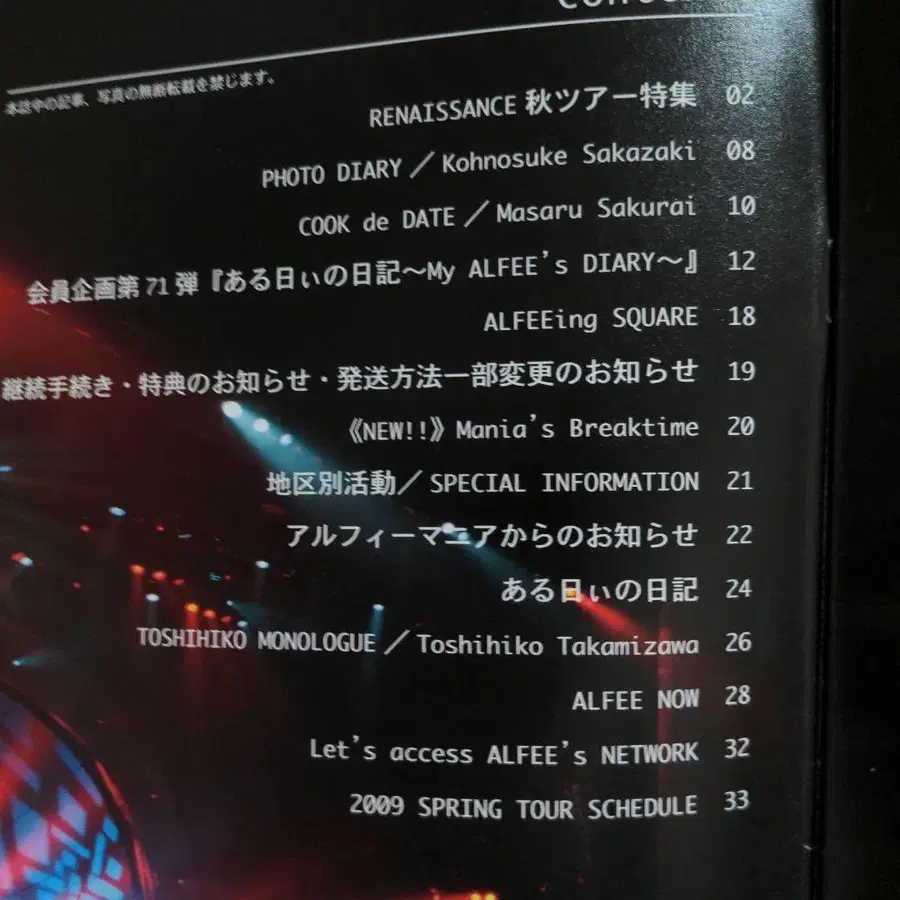 本誌中の記事、写真の無断転載を禁じます。
RENAISSANCE 秋ツアー特集 02
PHOTO DIARY／Kohnosuke Sakazaki 08
COOK de DATE／Masaru Sakurai 10
会員企画第71弾『ある日ぃの日記〜My ALFEE's DIARY〜』 12
ALFEEing SQUARE 18
継続手続き・特典のお知らせ・発送方法一部変更のお知らせ 19
《NEW!!》Mania's Breaktime 20
地区別活動／SPECIAL INFORMATION 21
アルフィーマニアからのお知らせ 22
ある日ぃの日記 24
TOSHIHIKO MONOLOGUE／Toshihiko Takamizawa 26
ALFEE NOW 28
Let's access ALFEE's NETWORK 32
2009 SPRING TOUR SCHEDULE 33